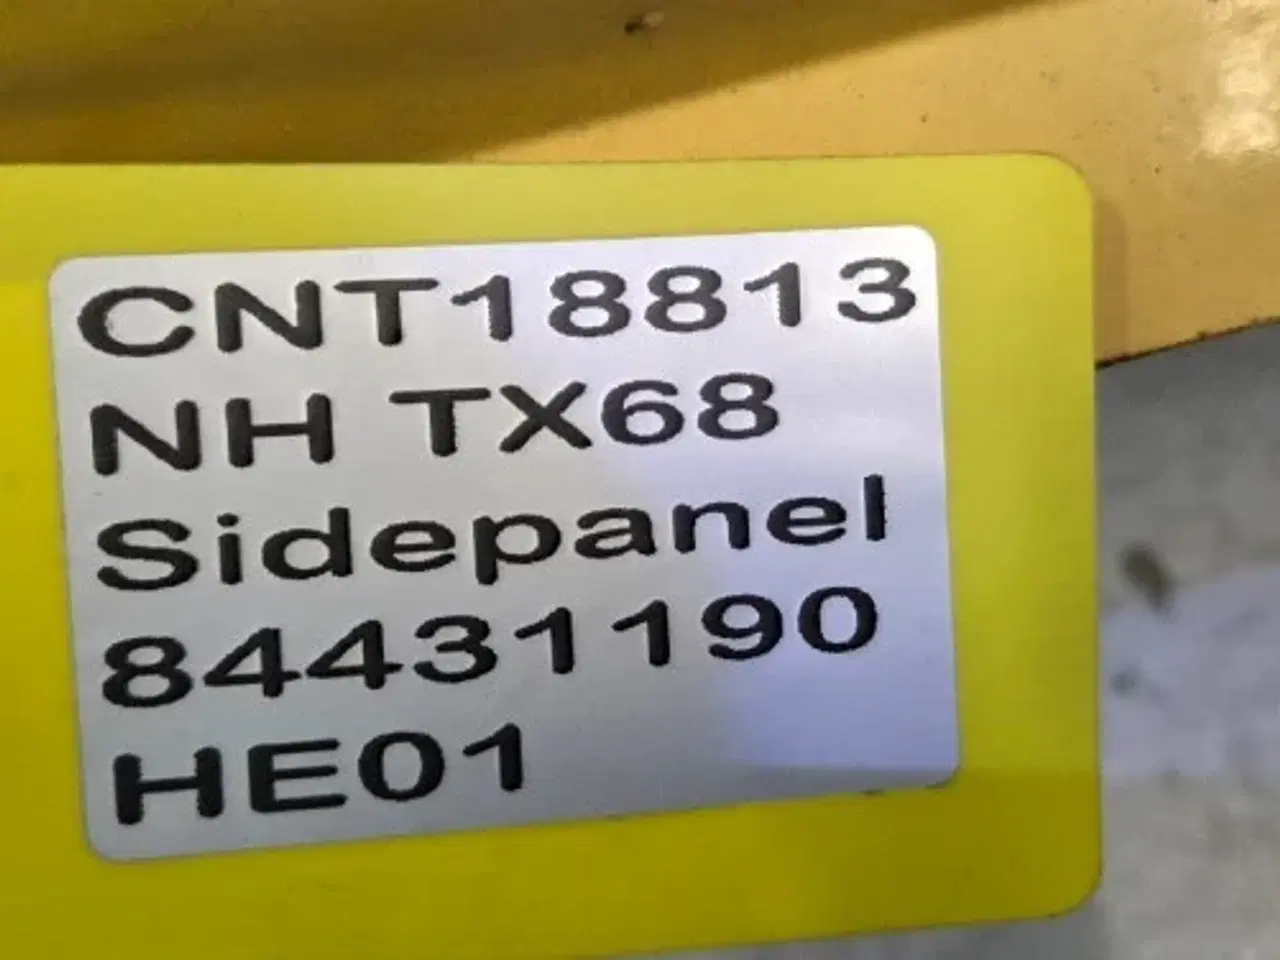 CNT18813
NH TX68
Sidepanel
84431190
HE01